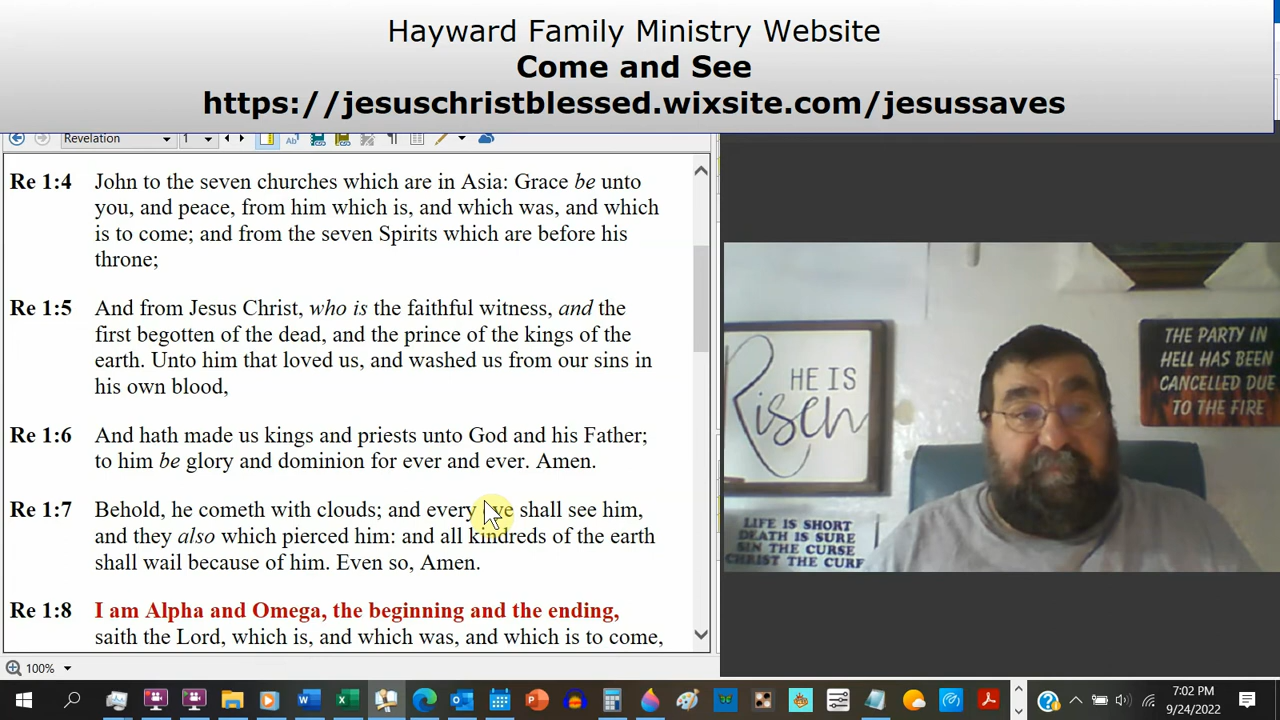 Hayward Family Ministry Website
Come and See
https://jesuschristblessed.wixsite.com/jesussaves
Revelation 1
Re 1:4 John to the seven churches which are in Asia: Grace be unto
you, and peace, from him which is, and which was, and which
is to come; and from the seven Spirits which are before his
throne;
Re 1:5 And from Jesus Christ, who is the faithful witness, and the
first begotten of the dead, and the prince of the kings of the
earth. Unto him that loved us, and washed us from our sins in
his own blood,
Re 1:6 And hath made us kings and priests unto God and his Father;
to him be glory and dominion for ever and ever. Amen.
Re 1:7 Behold, he cometh with clouds; and every eye shall see him,
and they also which pierced him: and all kindreds of the earth
shall wail because of him. Even so, Amen.
Re 1:8 I am Alpha and Omega, the beginning and the ending,
saith the Lord, which is, and which was, and which is to come,
HE IS
Risen
THE PARTY IN
HELL HAS BEEN
CANCELLED DUE
TO THE FIRE
LIFE IS SHORT
DEATH IS SURE
SIN THE CURSE
CHRIST THE CURE
100%
7:02 PM
9/24/2022